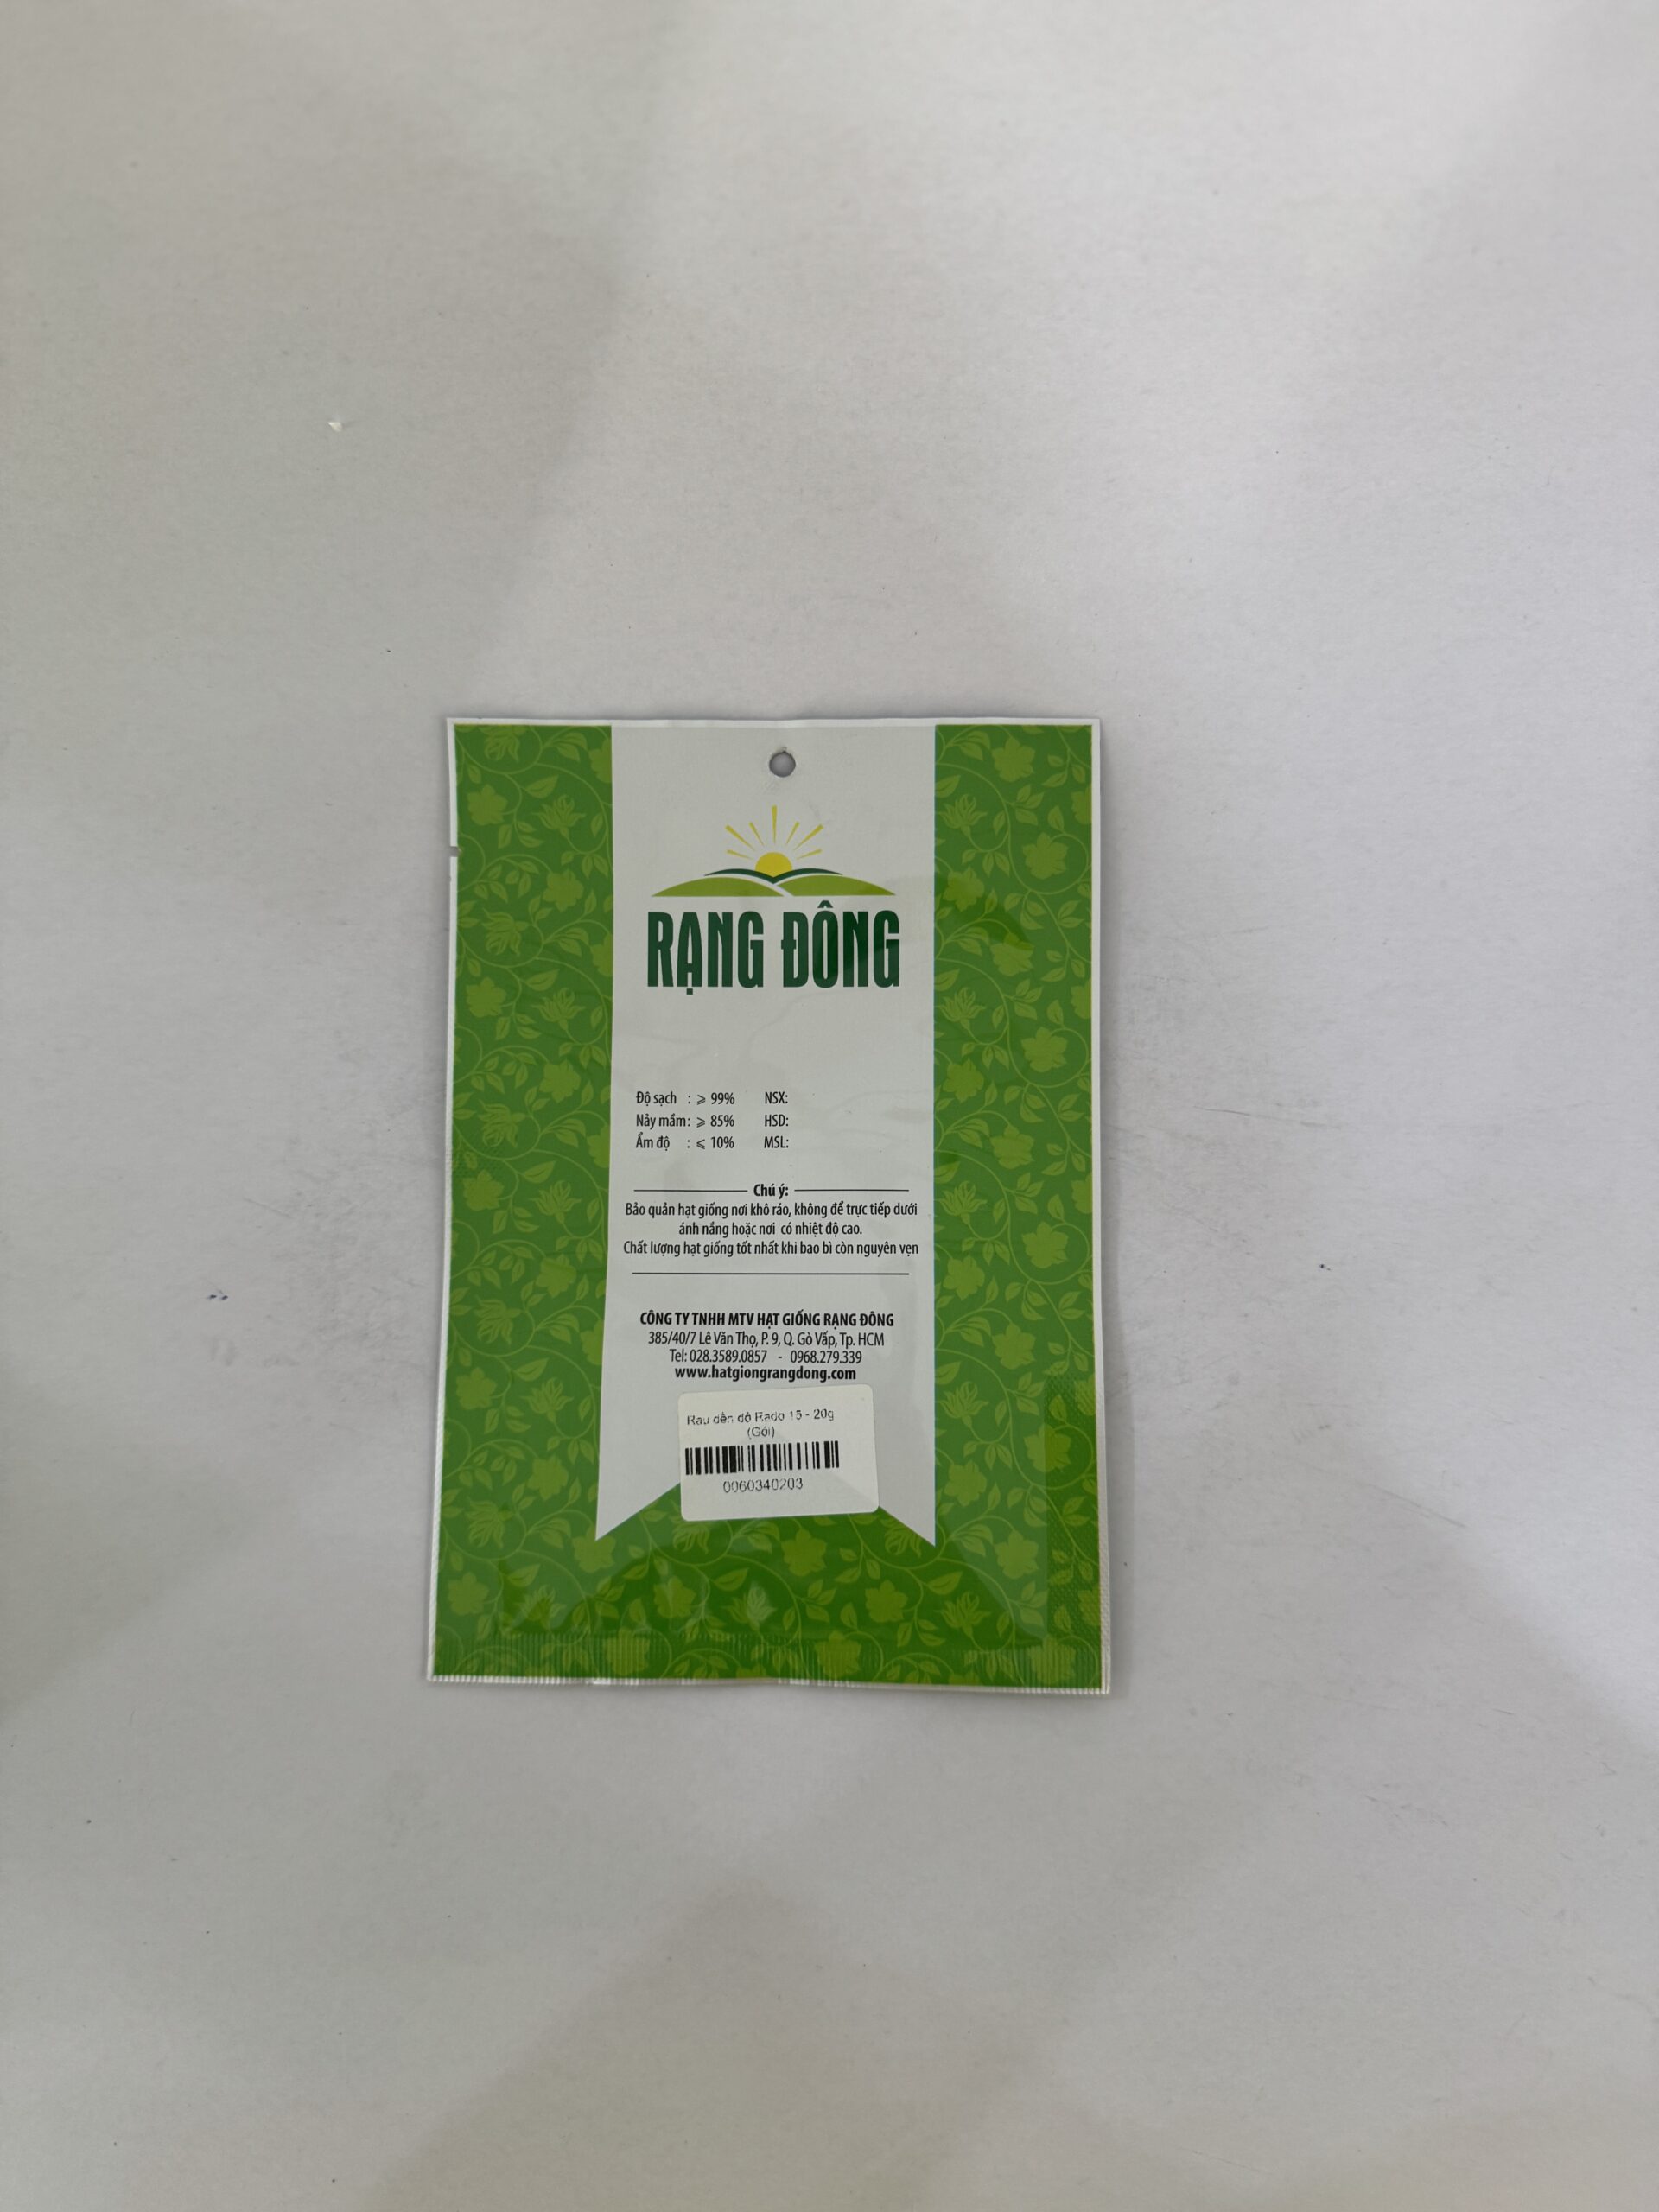 RẠNG ĐÔNG
Độ sạch : ⩾ 99% NSX:
Nảy mầm: ⩾ 85% HSD:
Ẩm độ : ⩽ 10% MSL:
Chú ý:
Bảo quản hạt giống nơi khô ráo, không để trực tiếp dưới
ánh nắng hoặc nơi có nhiệt độ cao.
Chất lượng hạt giống tốt nhất khi bao bì còn nguyên vẹn
CÔNG TY TNHH MTV HẠT GIỐNG RẠNG ĐÔNG
385/40/7 Lê Văn Thọ, P. 9, Q. Gò Vấp, Tp. HCM
Tel: 028.3589.0857 - 0968.279.339
www.hatgiongrangdong.com
Rau dền đỏ Rado 15 - 20g
(Gói)
0060340203